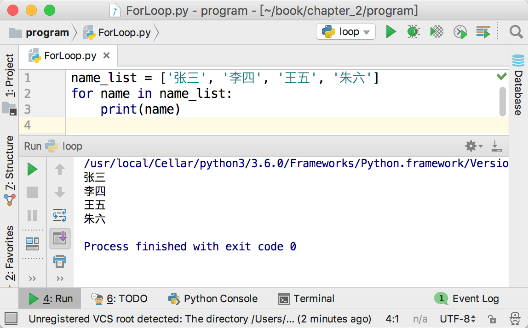 ForLoop.py - program - [~/book/chapter_2/program]
program ForLoop.py loop
ForLoop.py ×
1 name_list = ['张三', '李四', '王五', '朱六']
2 for name in name_list:
3 print(name)
4
1: Project
7: Structure
2: Favorites
Database
Run loop
/usr/local/Cellar/python3/3.6.0/Frameworks/Python.framework/Versio
张三
李四
王五
朱六
Process finished with exit code 0
4: Run 6: TODO Python Console Terminal 1 Event Log
Unregistered VCS root detected: The directory /Users/... (2 minutes ago) 4:1 n/a UTF-8